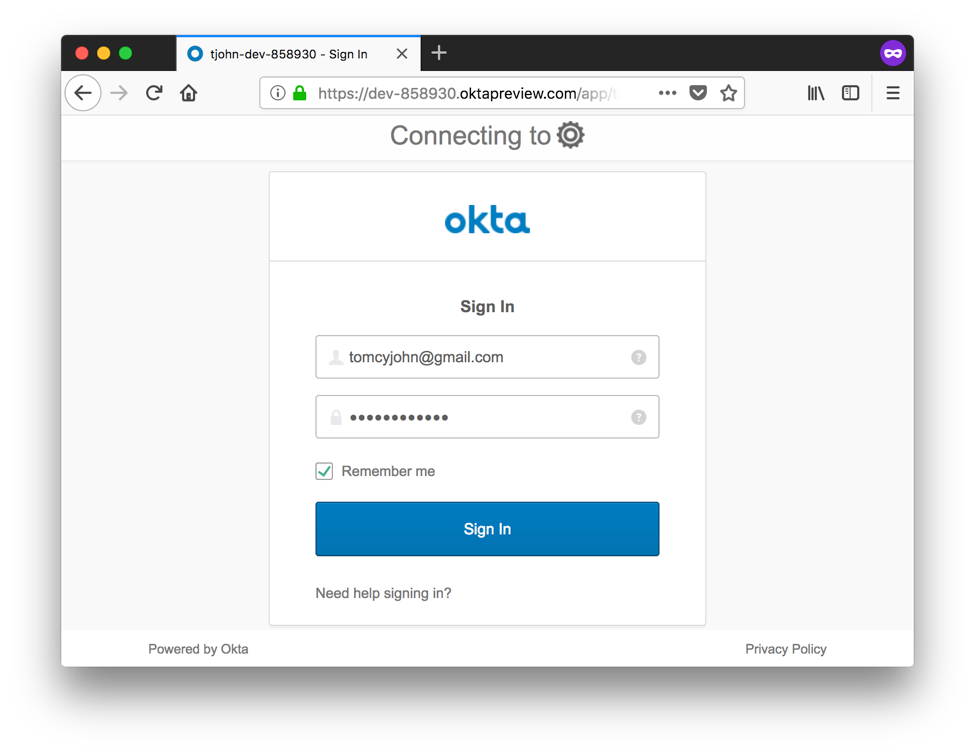 tjohn-dev-858930 - Sign In
https://dev-858930.oktapreview.com/app/
Connecting to
okta
Sign In
tomcyjohn@gmail.com
Remember me
Sign In
Need help signing in?
Powered by Okta Privacy Policy